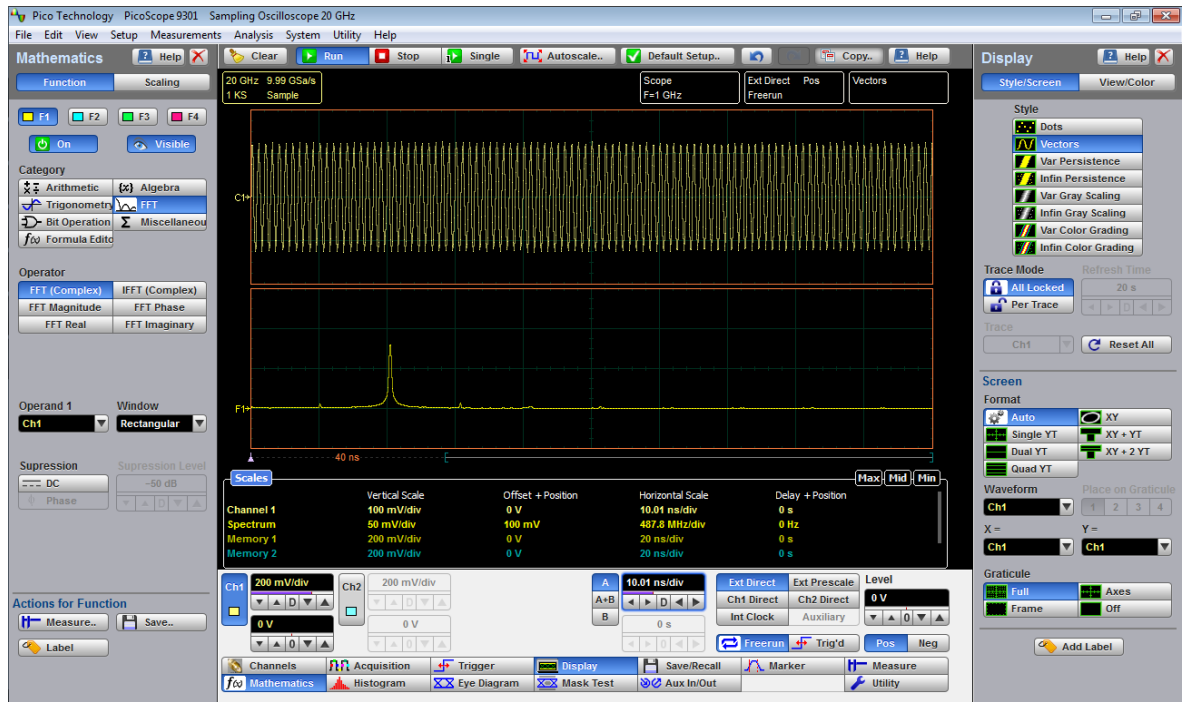 Pico Technology PicoScope 9301 Sampling Oscilloscope 20 GHz
File Edit View Setup Measurements Analysis System Utility Help
Mathematics Help
Function Scaling
F1 F2 F3 F4
On Visible
Category
Arithmetic {x} Algebra
Trigonometry FFT
Bit Operation Σ Miscellaneou
f(x) Formula Edito
Operator
FFT (Complex) IFFT (Complex)
FFT Magnitude FFT Phase
FFT Real FFT Imaginary
Operand 1 Window
Ch1 Rectangular
Supression Supression Level
DC -50 dB
Phase D
Actions for Function
Measure.. Save..
Label
Clear Run Stop Single Autoscale.. Default Setup.. Copy.. Help
20 GHz 9.99 GSa/s
1 KS Sample
Scope
F=1 GHz
Ext Direct Pos
Freerun
Vectors
C1
F1
40 ns
Scales Max Mid Min
Vertical Scale Offset + Position Horizontal Scale Delay + Position
Channel 1 100 mV/div 0 V 10.01 ns/div 0 s
Spectrum 50 mV/div 100 mV 487.8 MHz/div 0 Hz
Memory 1 200 mV/div 0 V 20 ns/div 0 s
Memory 2 200 mV/div 0 V 20 ns/div 0 s
Ch1 200 mV/div Ch2 200 mV/div A 10.01 ns/div Ext Direct Ext Prescale Level
D D A+B D Ch1 Direct Ch2 Direct 0 V
0 V 0 V B 0 s Int Clock Auxiliary 0
0 0 D Freerun Trig'd Pos Neg
Channels Acquisition Trigger Display Save/Recall Marker Measure
f(x) Mathematics Histogram Eye Diagram Mask Test Aux In/Out Utility
Display Help
Style/Screen View/Color
Style
Dots
Vectors
Var Persistence
Infin Persistence
Var Gray Scaling
Infin Gray Scaling
Var Color Grading
Infin Color Grading
Trace Mode Refresh Time
All Locked 20 s
Per Trace D
Trace
Ch1 Reset All
Screen
Format
Auto XY
Single YT XY + YT
Dual YT XY + 2 YT
Quad YT
Waveform Place on Graticule
Ch1 1 2 3 4
X = Y =
Ch1 Ch1
Graticule
Full Axes
Frame Off
Add Label